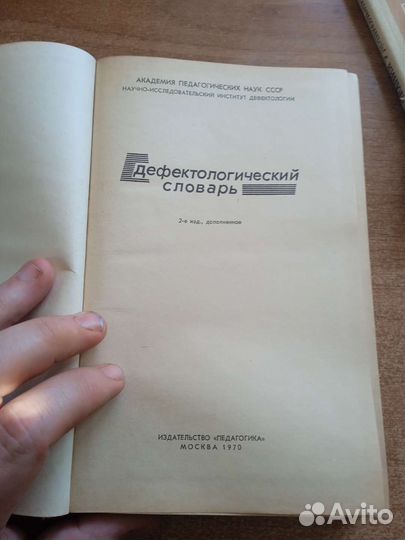 АКАДЕМИЯ ПЕДАГОГИЧЕСКИХ НАУК СССР
НАУЧНО-ИССЛЕДОВАТЕЛЬСКИЙ ИНСТИТУТ ДЕФЕКТОЛОГИИ
дефектологический
словарь
2-е изд., дополненное
ИЗДАТЕЛЬСТВО «ПЕДАГОГИКА»
МОСКВА 1970
Avito